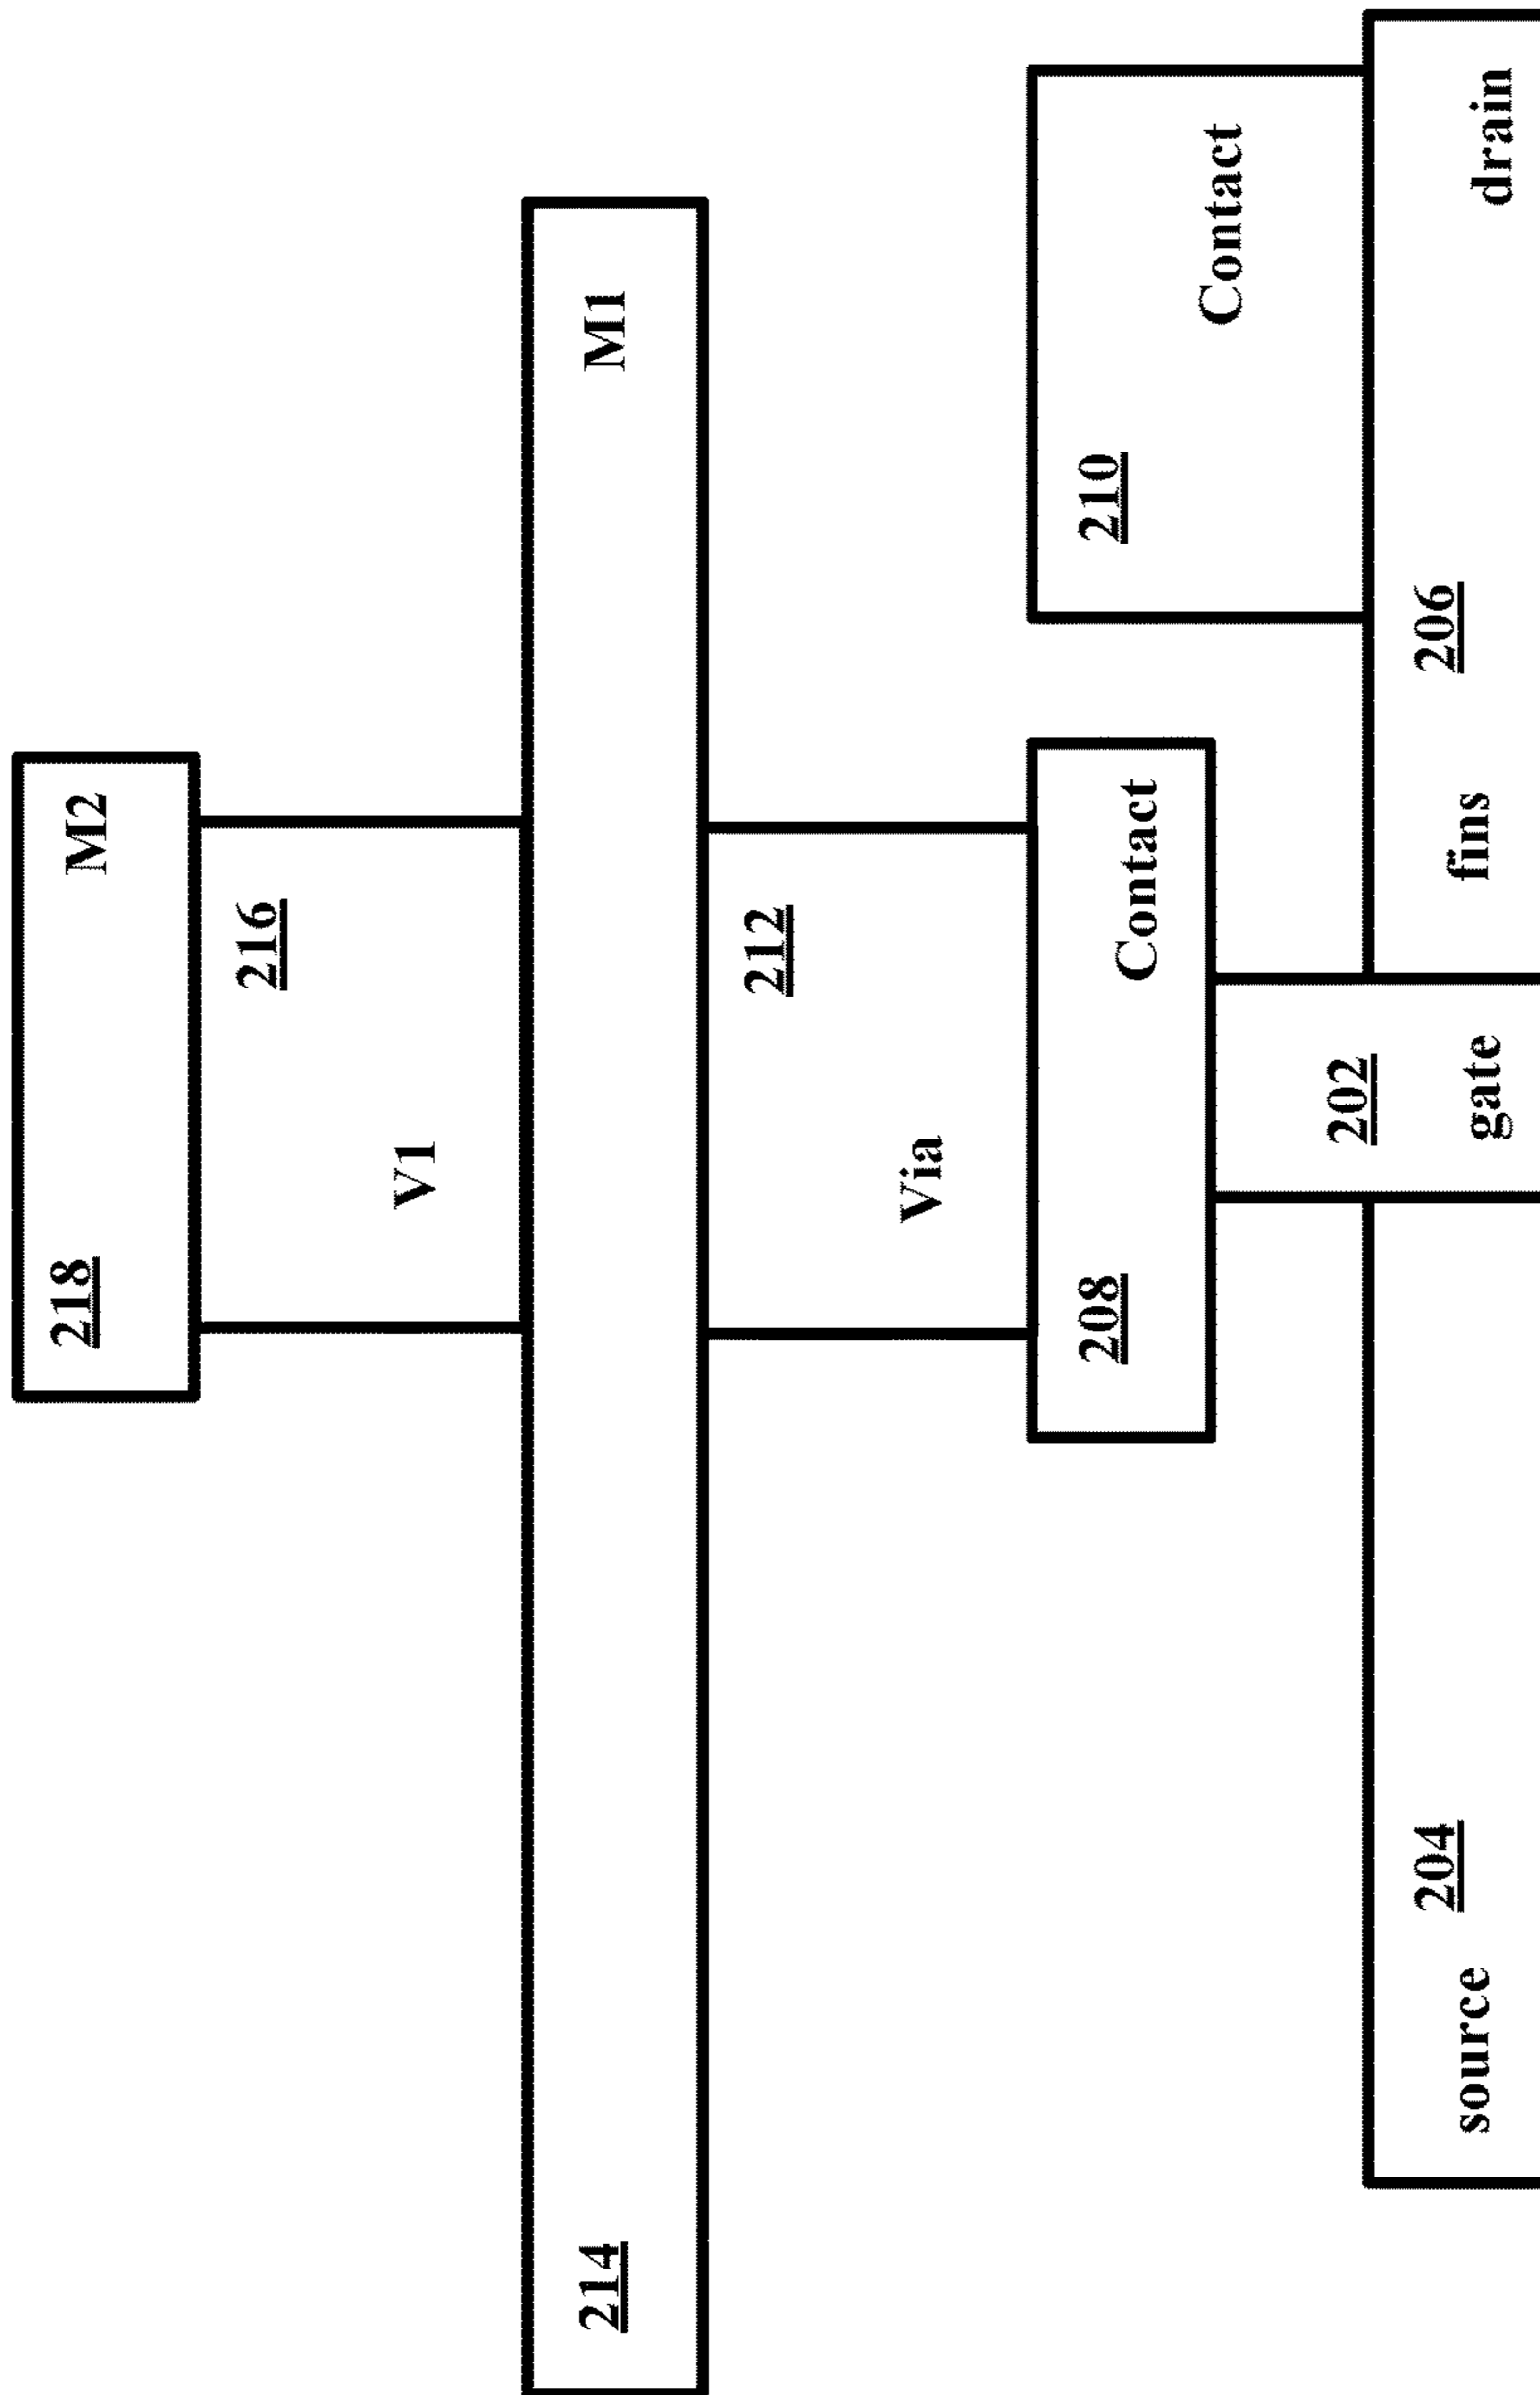 218
M2
216
V1
214
M1
212
Via
208
Contact
210
Contact
202
gate
204
source
206
fins
drain